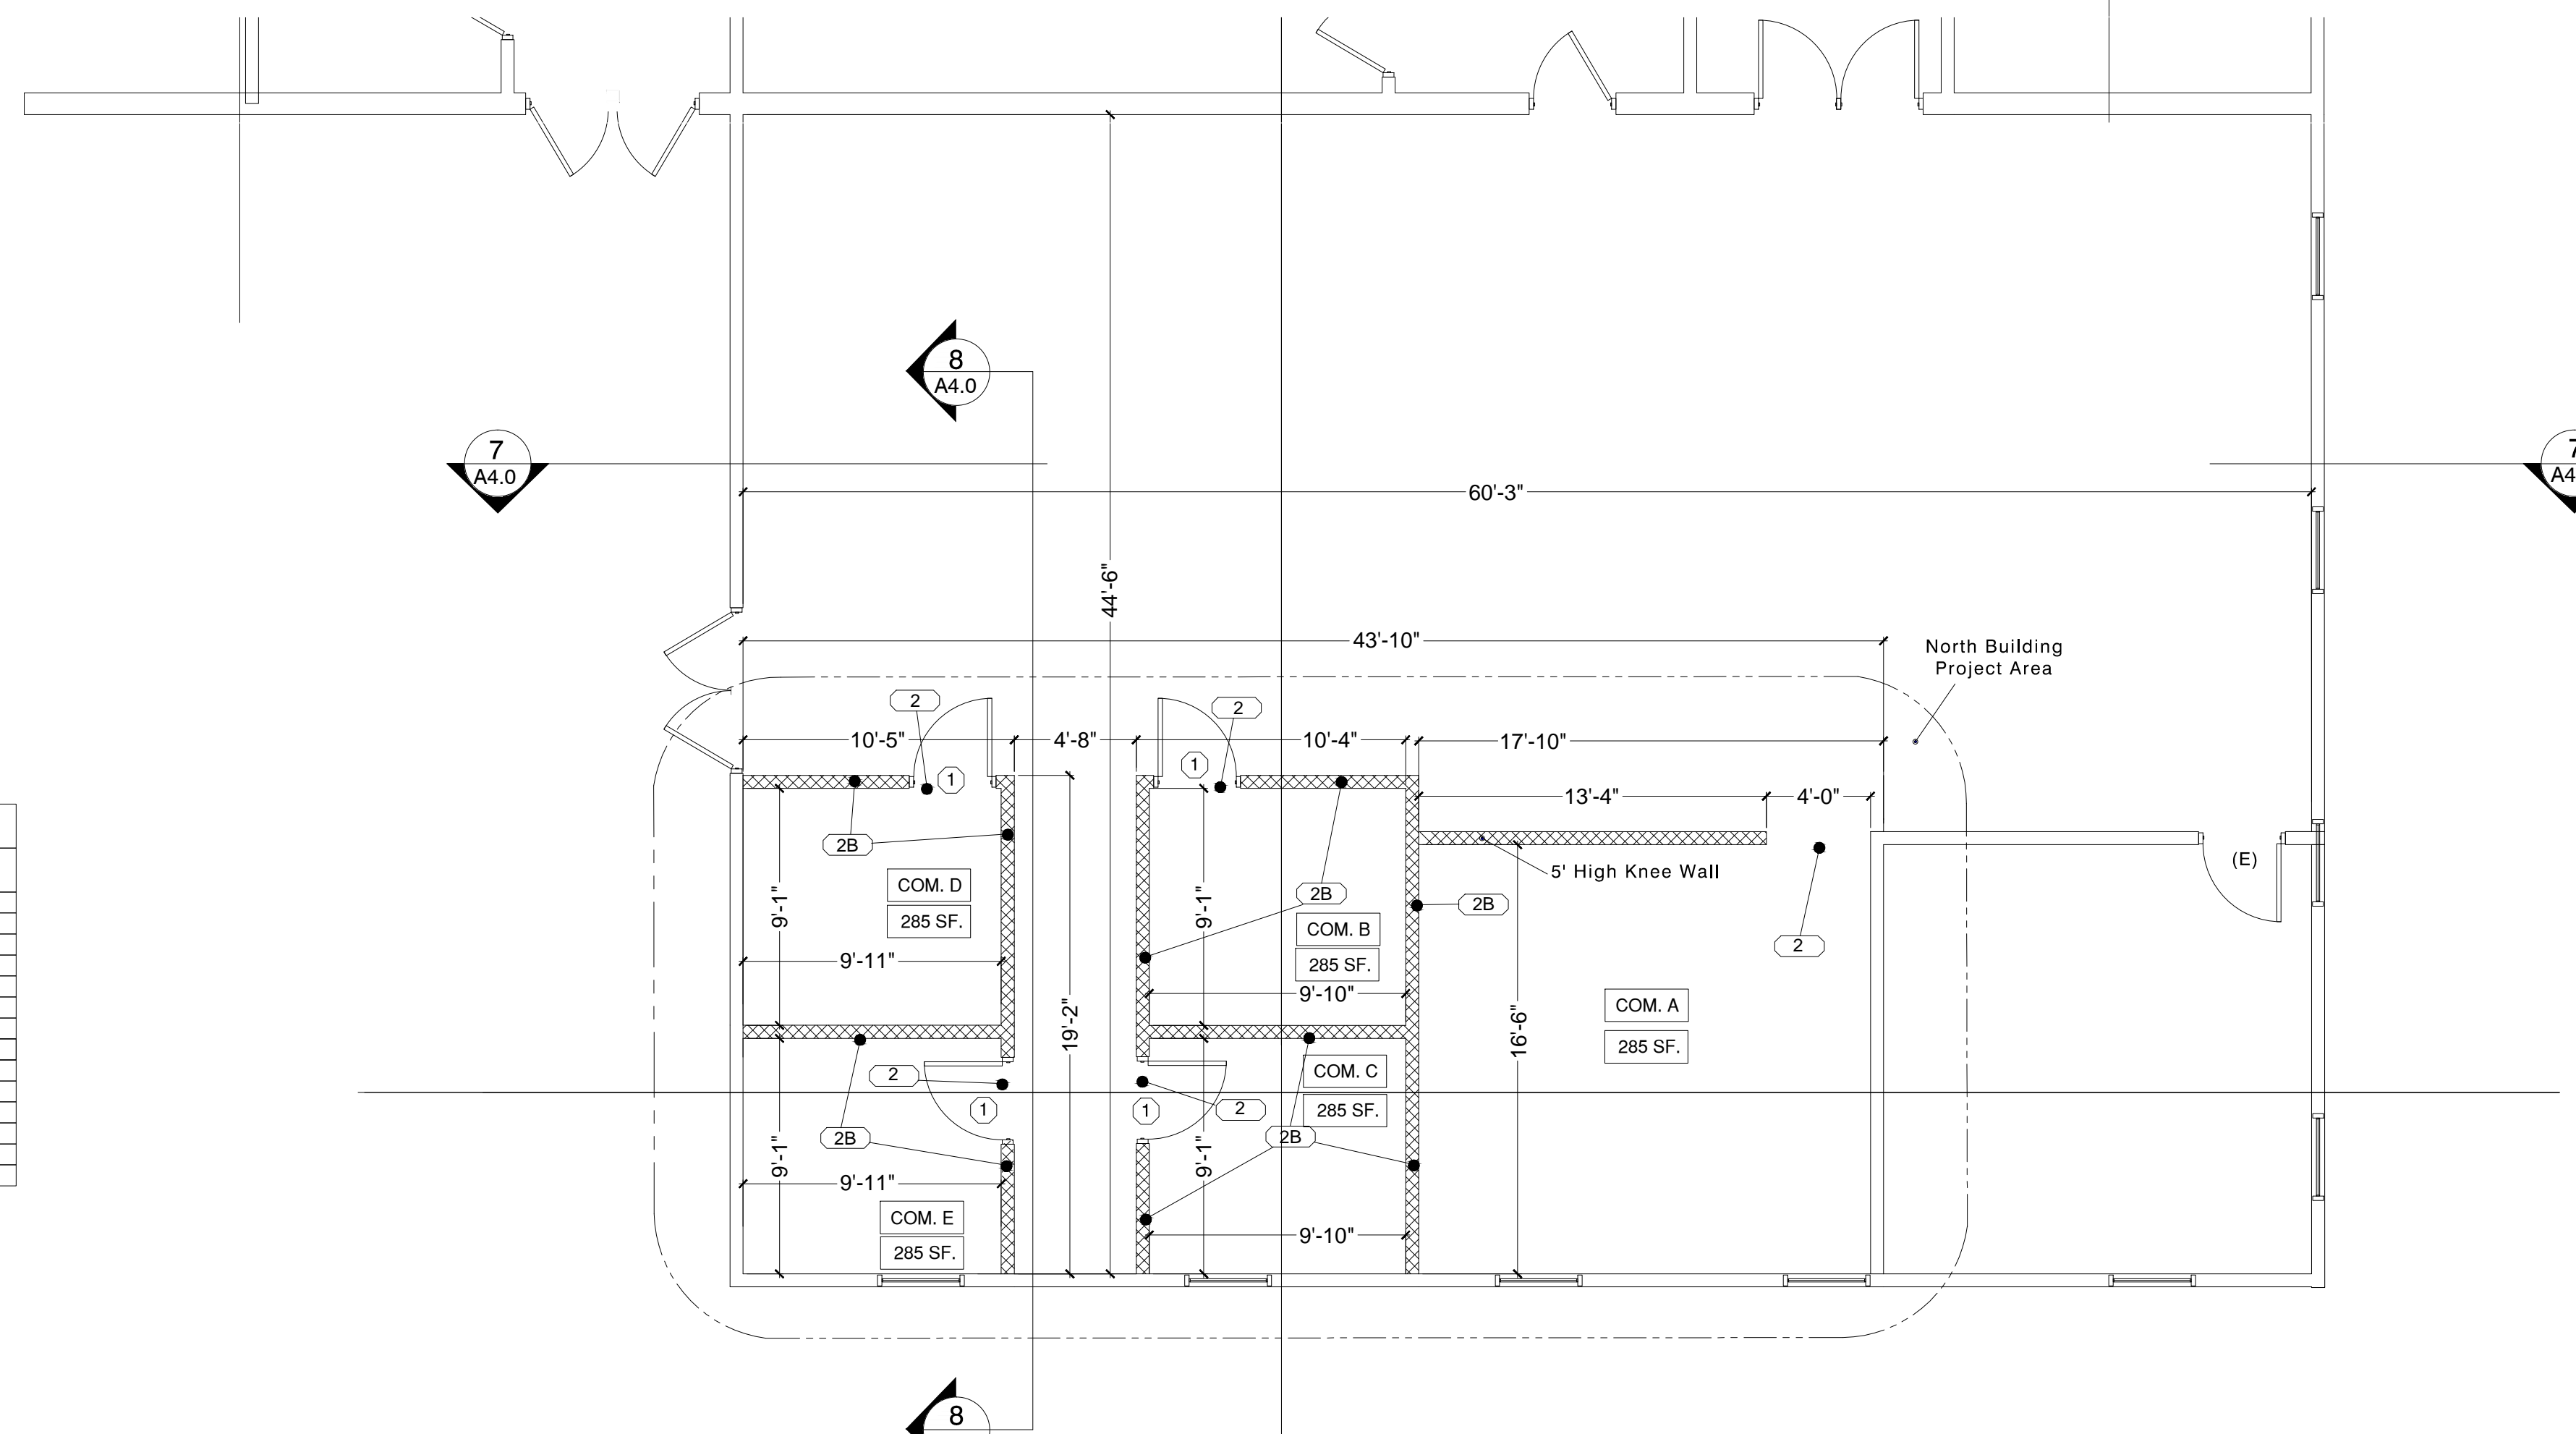 8
A4.0
7
A4.0
7
A4
60'-3"
44'-6"
43'-10"
North Building
Project Area
2
2
10'-5"
4'-8"
10'-4"
17'-10"
1
1
13'-4"
4'-0"
2B
5' High Knee Wall
(E)
COM. D
285 SF.
9'-1"
9'-11"
2B
2B
COM. B
285 SF.
9'-1"
9'-10"
2
19'-2"
16'-6"
COM. A
285 SF.
2
1
COM. C
285 SF.
1
2
2B
2B
9'-1"
9'-11"
9'-1"
9'-10"
COM. E
285 SF.
8